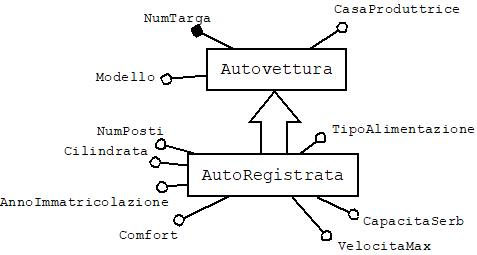 CasaProduttrice
NumTarga
Autovettura
Modello
NumPosti
TipoAlimentazione
Cilindrata
AutoRegistrata
AnnoImmatricolazione
CapacitaSerb
Comfort
VelocitaMax